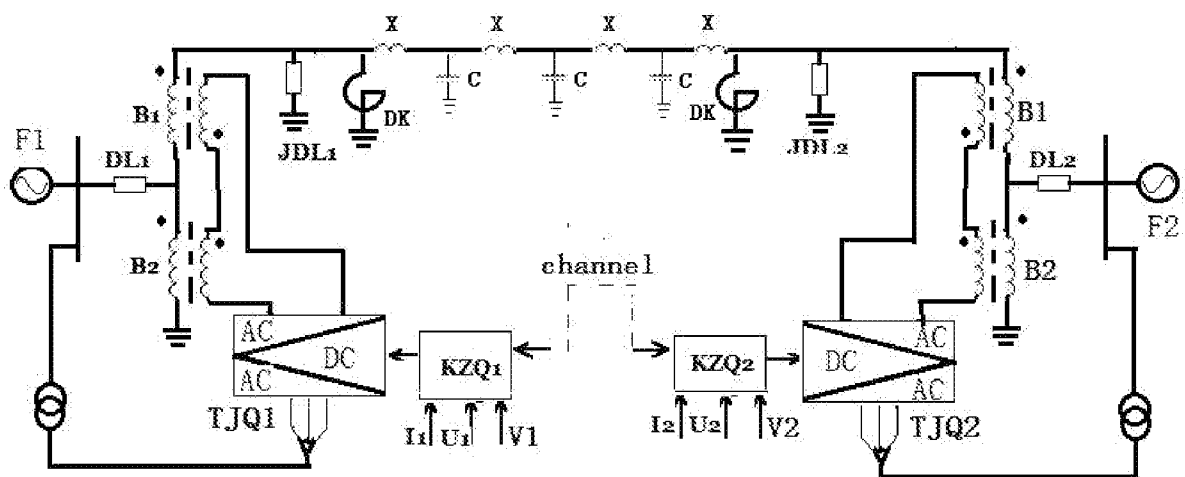 X X X X
C C C
DK DK
JDL1 JDL2
B1 B1
F1 DL1 DL2 F2
B2 B2
channel
AC DC AC
KZQ1 KZQ2
AC DC AC
TJQ1 I1 U1 V1 I2 U2 V2 TJQ2